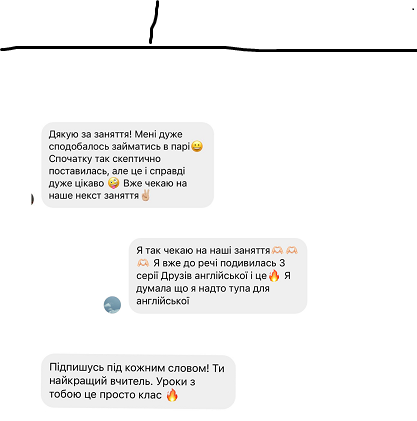 Дякую за заняття! Мені дуже
сподобалось займатись в парі😄
Спочатку так скептично
поставилась, але це і справді
дуже цікаво 🤪 Вже чекаю на
наше некст заняття✌🏼
Я так чекаю на наші заняття🫶🏻 🫶🏻
🫶🏻 Я вже до речі подивилась 3
серії Друзів англійської і це🔥 Я
думала що я надто тупа для
англійської
Підпишусь під кожним словом! Ти
найкращий вчитель. Уроки з
тобою це просто клас 🔥